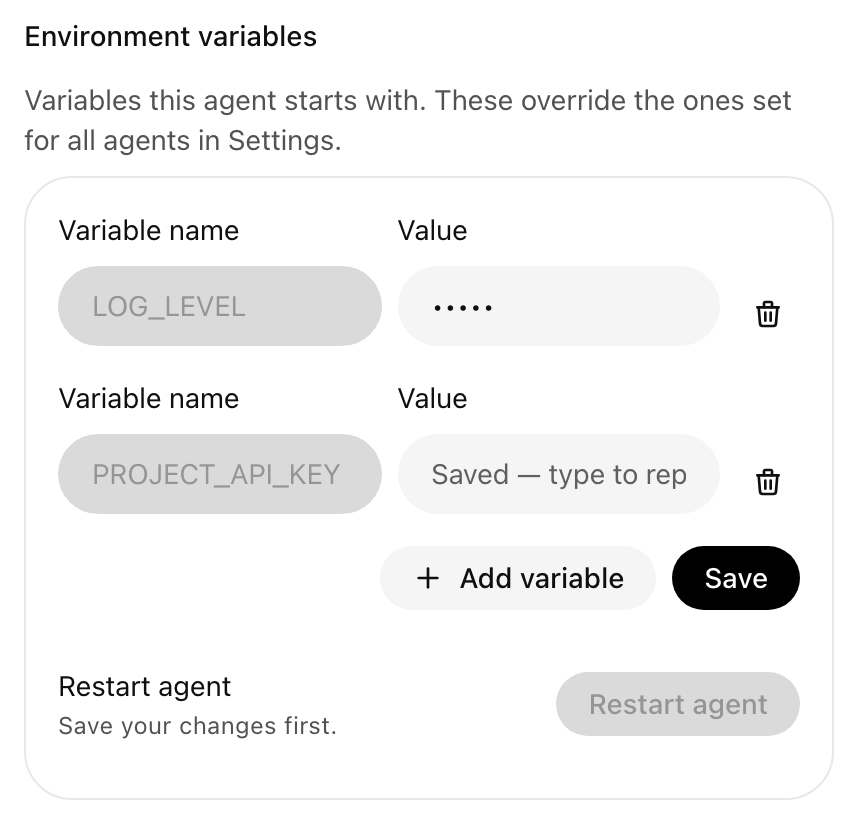 Environment variables
Variables this agent starts with. These override the ones set
for all agents in Settings.
Variable name Value
LOG_LEVEL •••••
Variable name Value
PROJECT_API_KEY Saved — type to rep
Add variable Save
Restart agent Restart agent
Save your changes first.